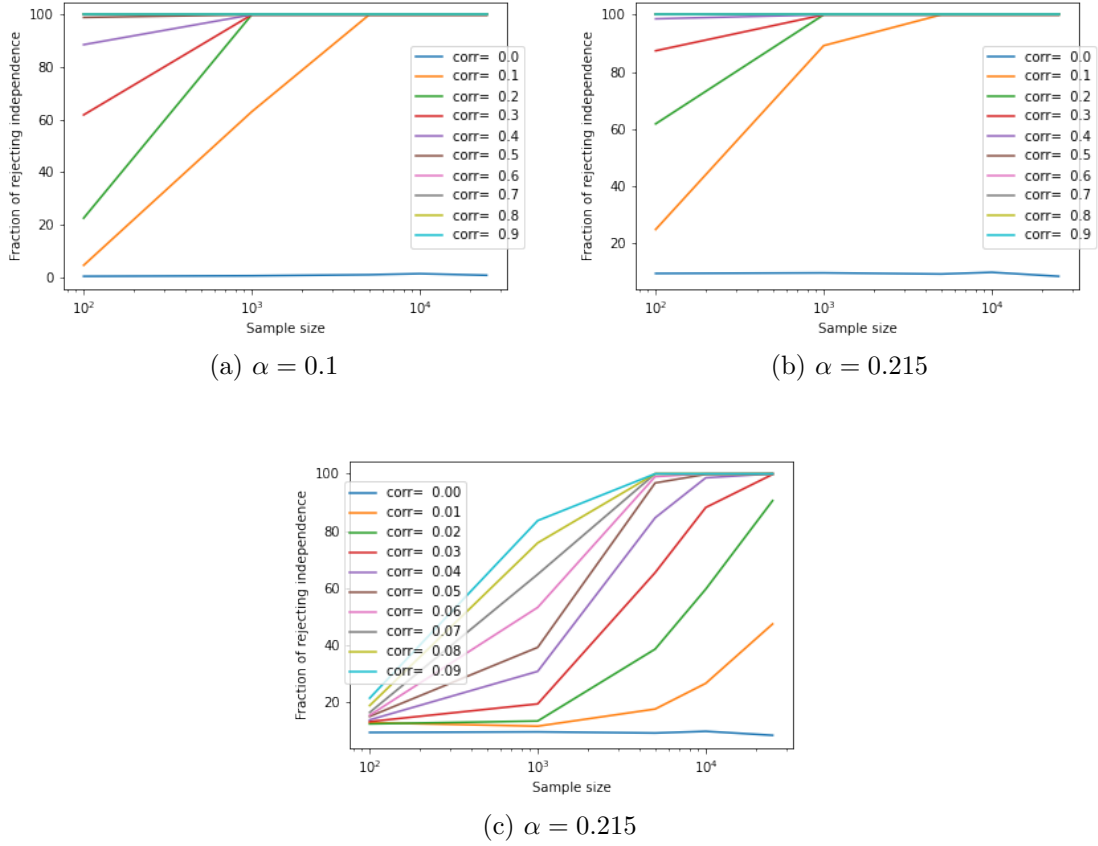 100
80
60
40
20
0
Fraction of rejecting independence
corr= 0.0
corr= 0.1
corr= 0.2
corr= 0.3
corr= 0.4
corr= 0.5
corr= 0.6
corr= 0.7
corr= 0.8
corr= 0.9
10² 10³ 10⁴
Sample size
(a) α = 0.1
100
80
60
40
20
Fraction of rejecting independence
corr= 0.0
corr= 0.1
corr= 0.2
corr= 0.3
corr= 0.4
corr= 0.5
corr= 0.6
corr= 0.7
corr= 0.8
corr= 0.9
10² 10³ 10⁴
Sample size
(b) α = 0.215
100
80
60
40
20
Fraction of rejecting independence
corr= 0.00
corr= 0.01
corr= 0.02
corr= 0.03
corr= 0.04
corr= 0.05
corr= 0.06
corr= 0.07
corr= 0.08
corr= 0.09
10² 10³ 10⁴
Sample size
(c) α = 0.215